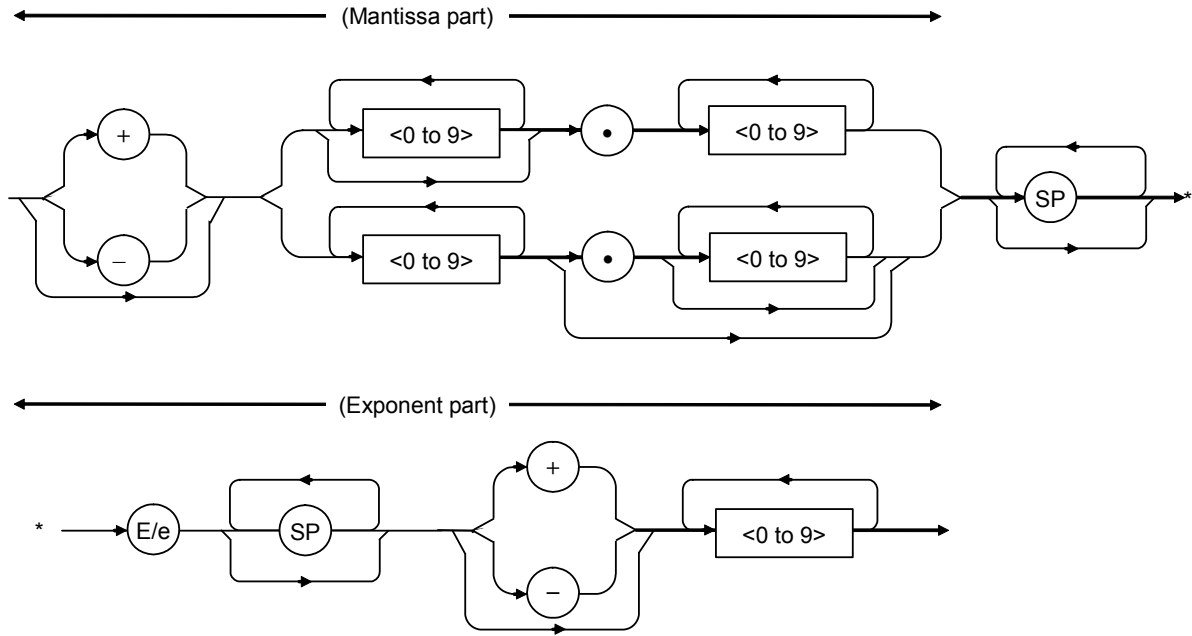 (Mantissa part)
+
<0 to 9> • <0 to 9>
SP *
−
<0 to 9> • <0 to 9>
(Exponent part)
+
* E/e SP <0 to 9>
−